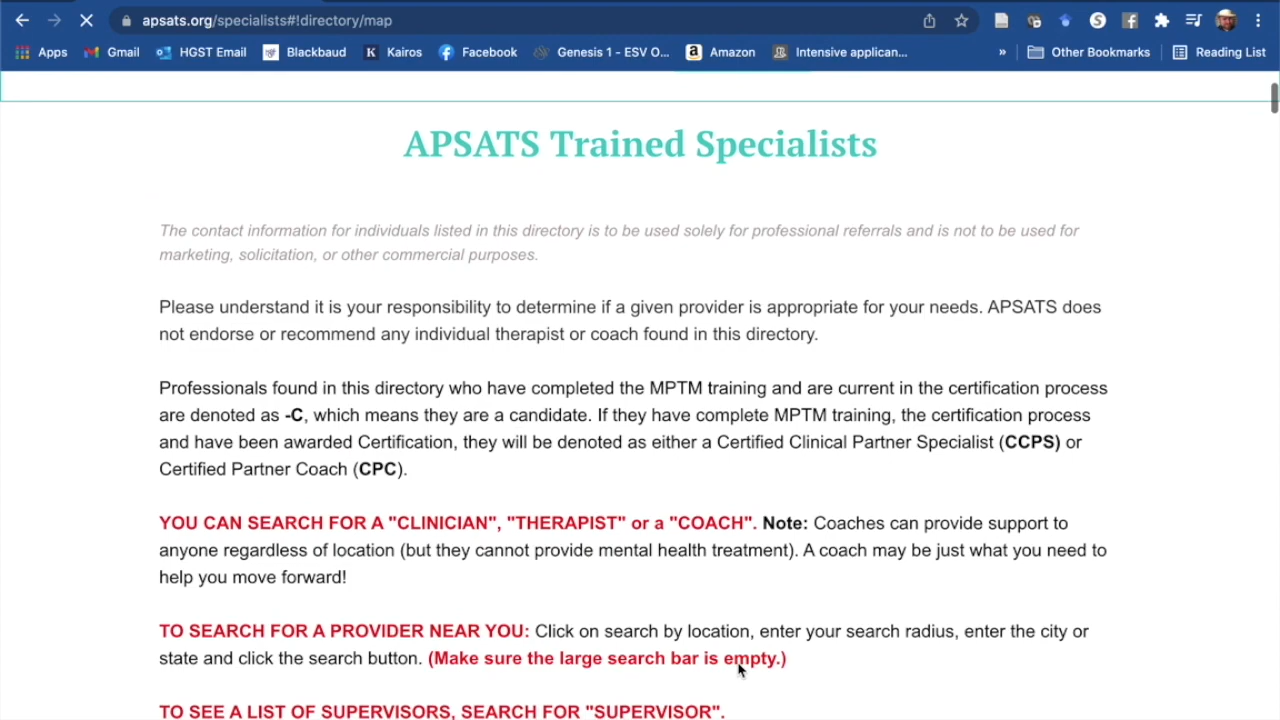 apsats.org/specialists#!directory/map
Apps Gmail HGST Email Blackbaud Kairos Facebook Genesis 1 - ESV O... Amazon Intensive applican... » Other Bookmarks Reading List
APSATS Trained Specialists
The contact information for individuals listed in this directory is to be used solely for professional referrals and is not to be used for
marketing, solicitation, or other commercial purposes.
Please understand it is your responsibility to determine if a given provider is appropriate for your needs. APSATS does
not endorse or recommend any individual therapist or coach found in this directory.
Professionals found in this directory who have completed the MPTM training and are current in the certification process
are denoted as -C, which means they are a candidate. If they have complete MPTM training, the certification process
and have been awarded Certification, they will be denoted as either a Certified Clinical Partner Specialist (CCPS) or
Certified Partner Coach (CPC).
YOU CAN SEARCH FOR A "CLINICIAN", "THERAPIST" or a "COACH". Note: Coaches can provide support to
anyone regardless of location (but they cannot provide mental health treatment). A coach may be just what you need to
help you move forward!
TO SEARCH FOR A PROVIDER NEAR YOU: Click on search by location, enter your search radius, enter the city or
state and click the search button. (Make sure the large search bar is empty.)
TO SEE A LIST OF SUPERVISORS, SEARCH FOR "SUPERVISOR".